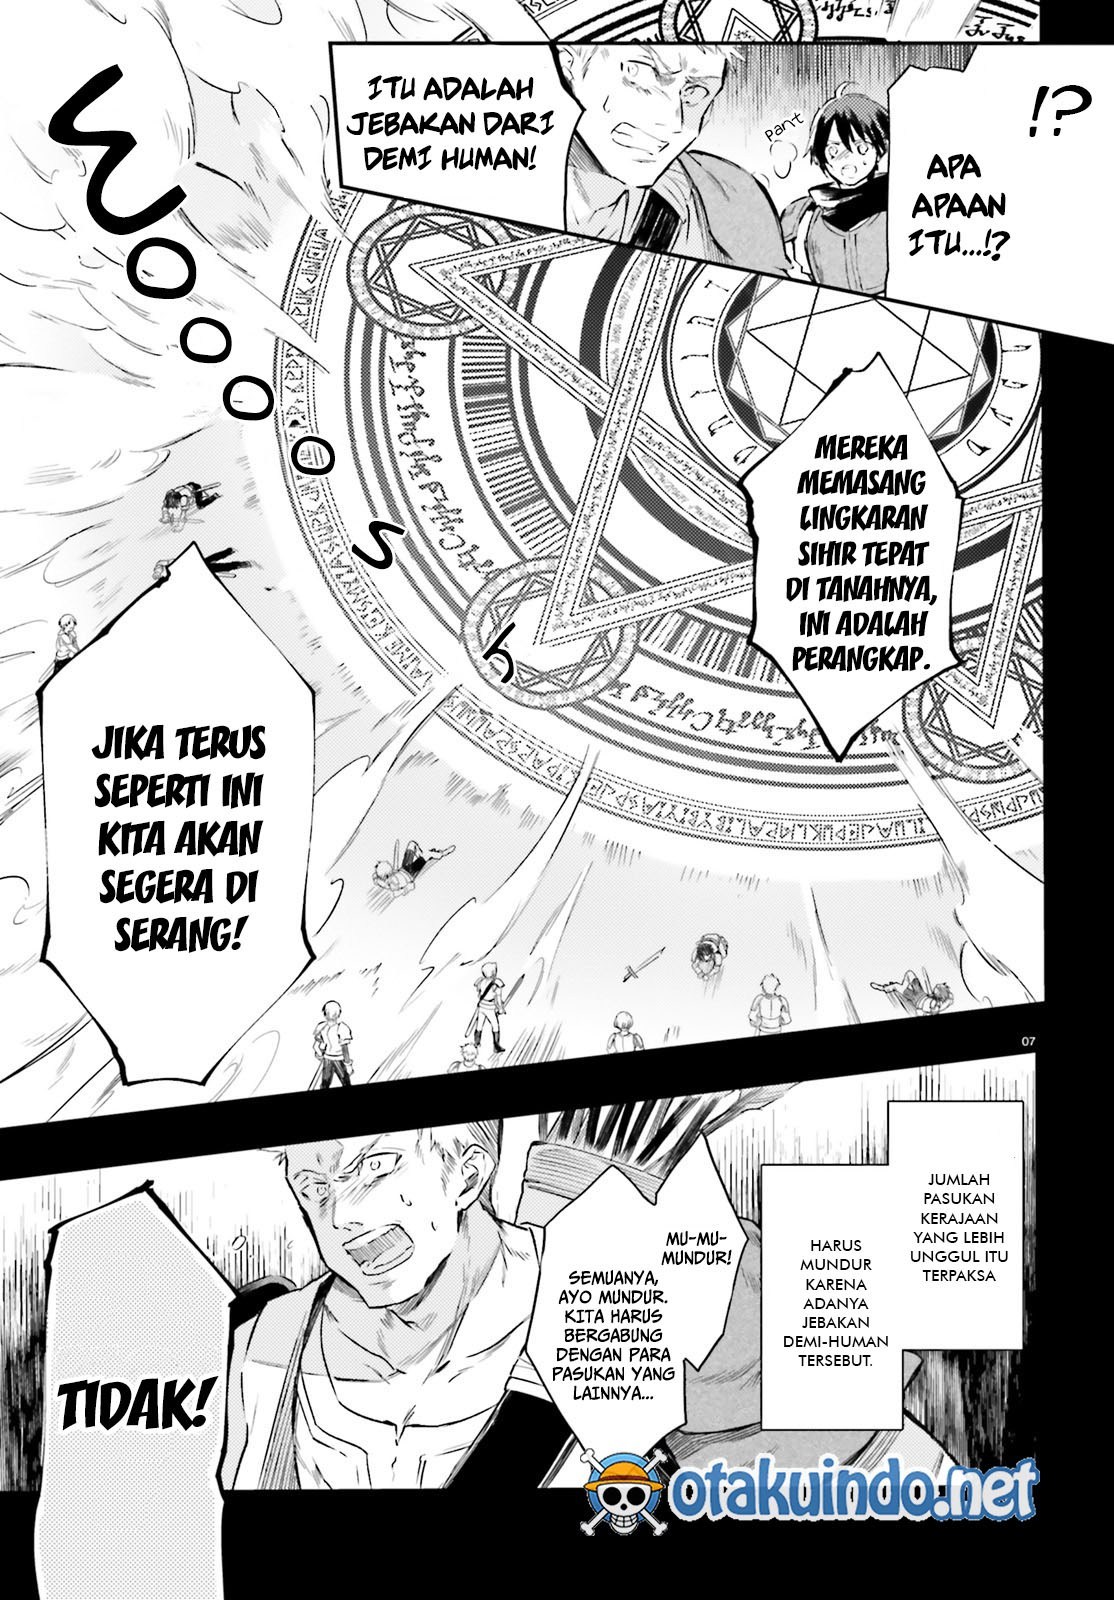 !?
APA
APAAN
ITU...!?
Pant
ITU ADALAH
JEBAKAN DARI
DEMI HUMAN!
MEREKA
MEMASANG
LINGKARAN
SIHIR TEPAT
DI TANAHNYA,
INI ADALAH
PERANGKAP.
Woooosh
JIKA TERUS
SEPERTI INI
KITA AKAN
SEGERA DI
SERANG!
07
JUMLAH
PASUKAN
KERAJAAN
YANG LEBIH
UNGGUL ITU
TERPAKSA
HARUS
MUNDUR
KARENA
ADANYA
JEBAKAN
DEMI-HUMAN
TERSEBUT.
MU-MU-
MUNDUR!
SEMUANYA,
AYO MUNDUR.
KITA HARUS
BERGABUNG
DENGAN PARA
PASUKAN YANG
LAINNYA...
TIDAK!
otakuindo.net